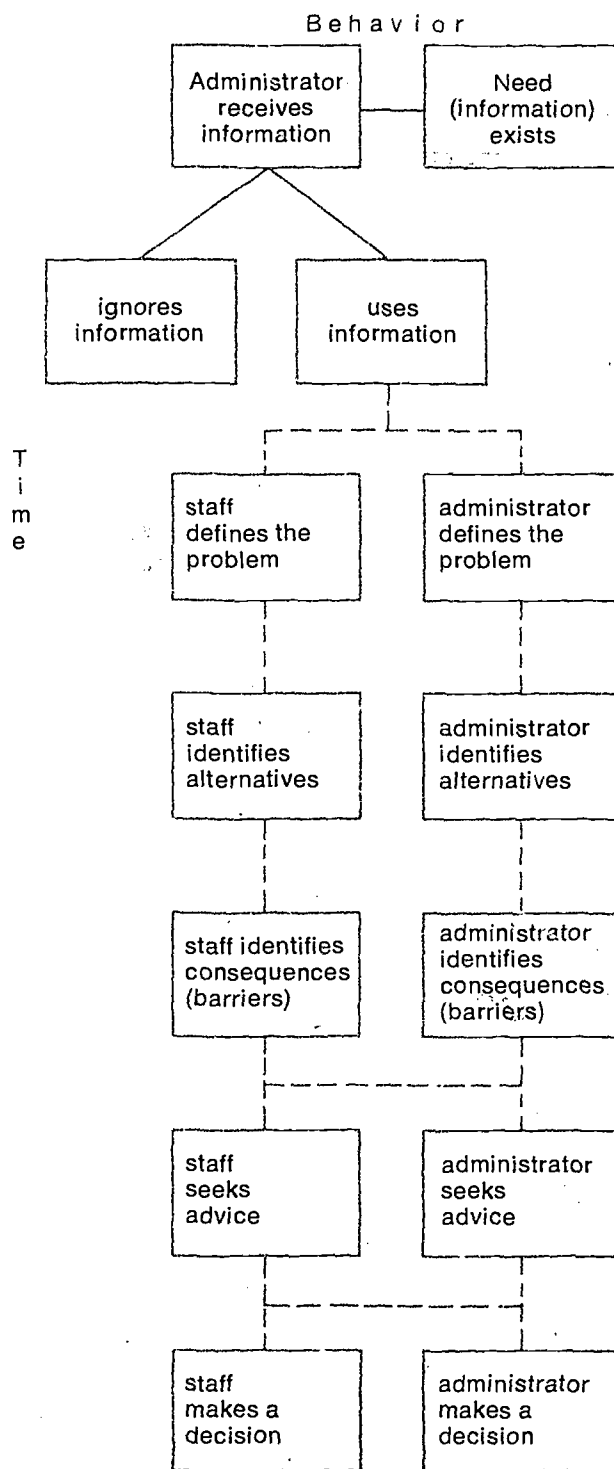 Behavior
Administrator
receives
information
Need
(information)
exists
ignores
information
uses
information
Time
staff
defines the
problem
administrator
defines the
problem
staff
identifies
alternatives
administrator
identifies
alternatives
staff identifies
consequences
(barriers)
administrator
identifies
consequences
(barriers)
staff
seeks
advice
administrator
seeks
advice
staff
makes a
decision
administrator
makes a
decision